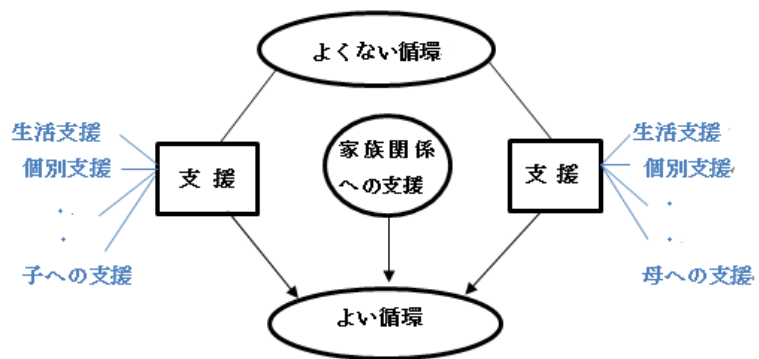 よくない循環
生活支援
個別支援
・
・
子への支援
支 援
家族関係
への支援
支 援
生活支援
個別支援
・
・
母への支援
よい循環